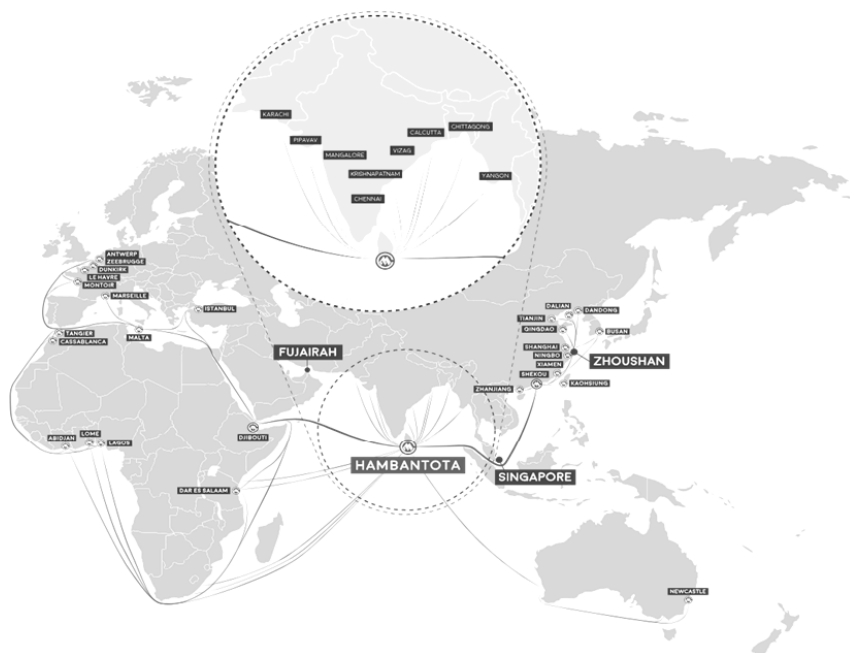 KARACHI
PIPAVAV
MANGALORE
KRISHNAPATNAM
CHENNAI
VIZAG
CALCUTTA
CHITTAGONG
YANGON
ANTWERP
ZEEBRUGGE
DUNKIRK
LE HAVRE
MONTOIR
MARSEILLE
ISTANBUL
TANGIER
CASSABLANCA
MALTA
FUJAIRAH
DALIAN
DANDONG
TIANJIN
QINGDAO
BUSAN
SHANGHAI
NINGBO
XIAMEN
SHEKOU
ZHOUSHAN
ZHANJIANG
KAOHSIUNG
DJIBOUTI
ABIDJAN
LOME
LAGUS
HAMBANTOTA
SINGAPORE
DAR ES SALAAM
NEWCASTLE